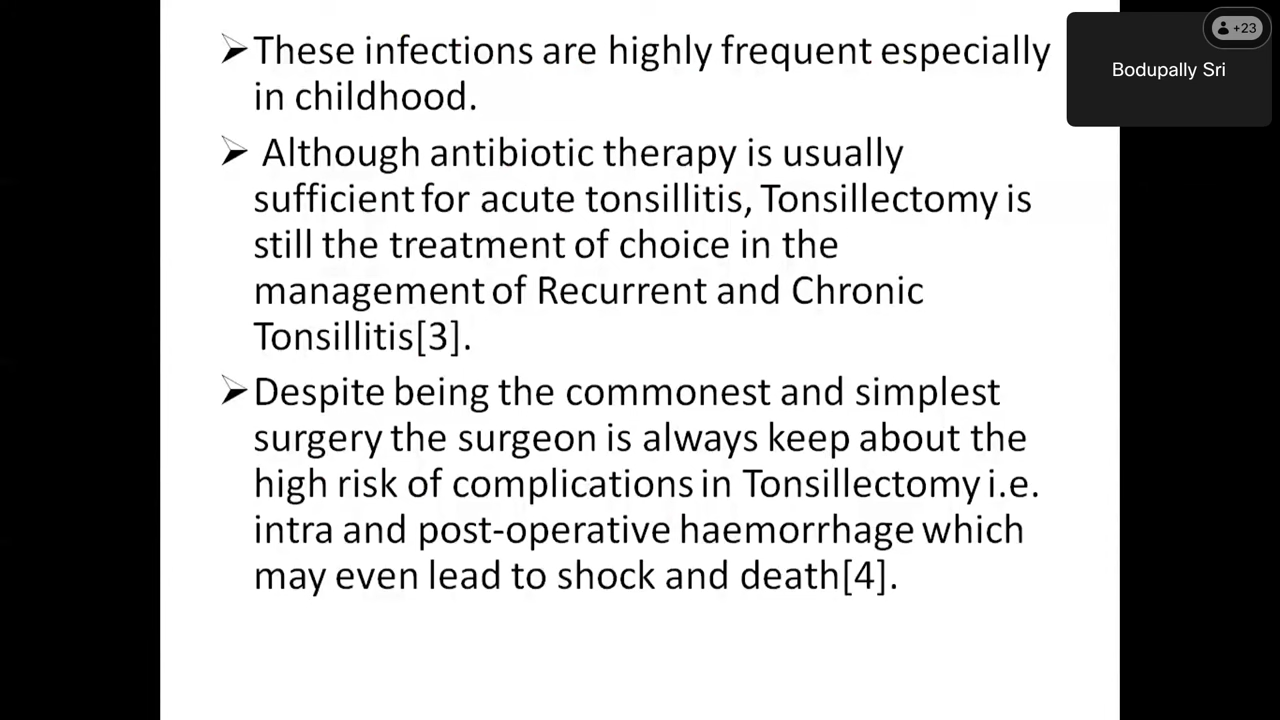 These infections are highly frequent especially
in childhood.
Although antibiotic therapy is usually
sufficient for acute tonsillitis, Tonsillectomy is
still the treatment of choice in the
management of Recurrent and Chronic
Tonsillitis[3].
Despite being the commonest and simplest
surgery the surgeon is always keep about the
high risk of complications in Tonsillectomy i.e.
intra and post-operative haemorrhage which
may even lead to shock and death[4].
+23
Bodupally Sri